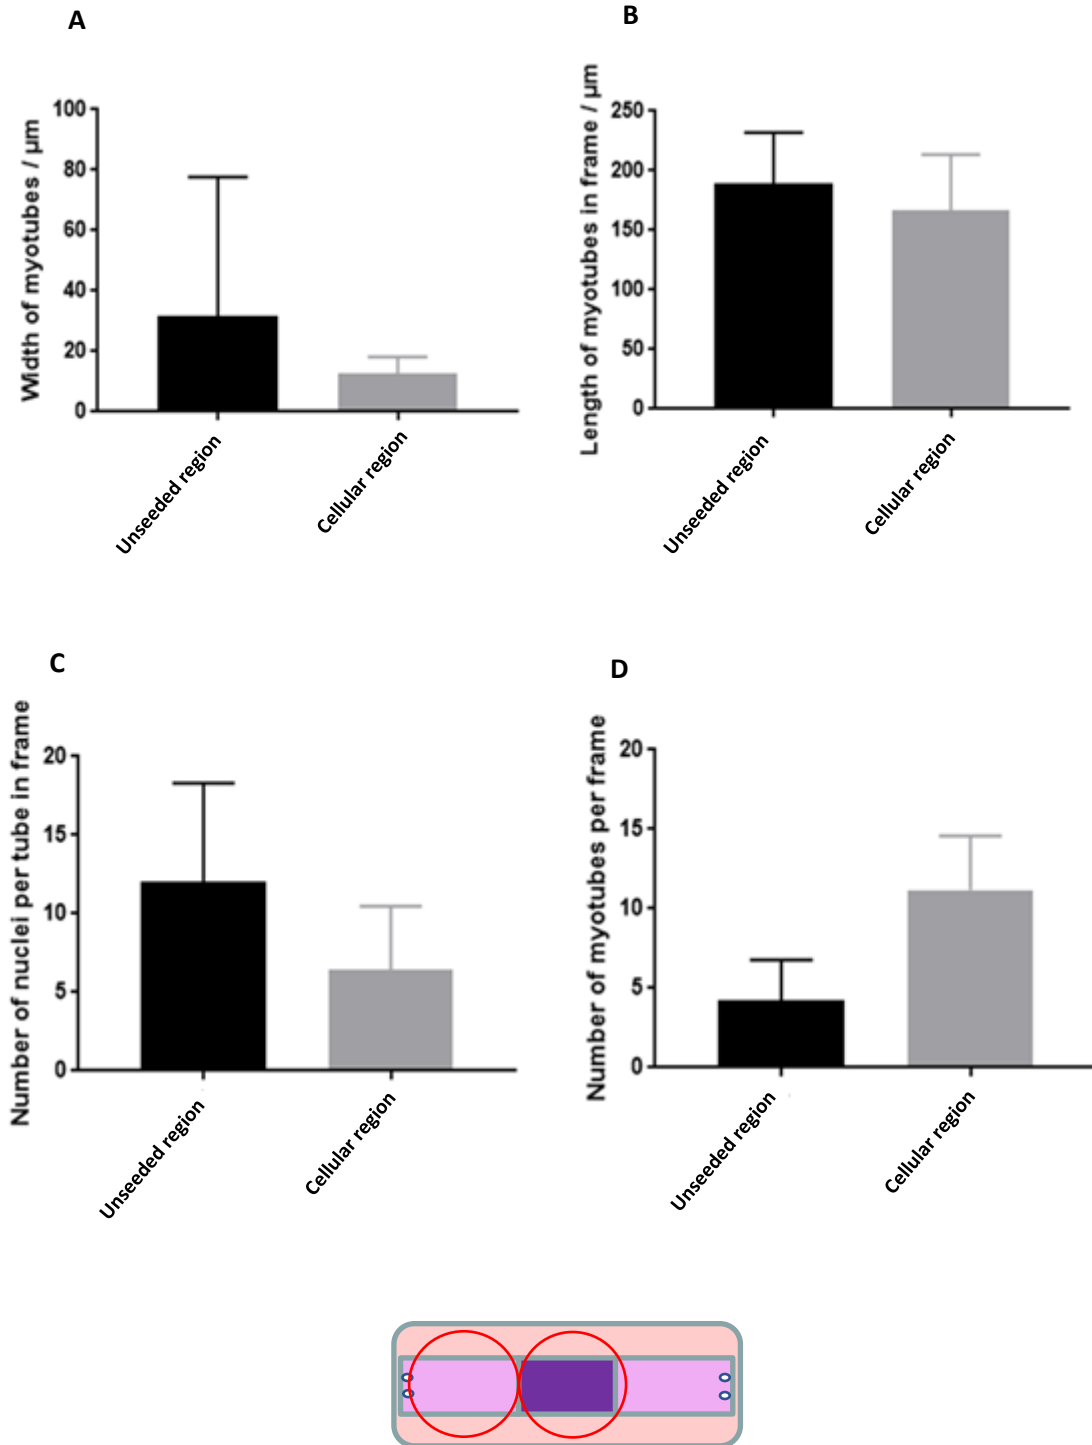 A
Width of myotubes / µm
100
80
60
40
20
0
Unseeded region
Cellular region
B
Length of myotubes in frame / µm
250
200
150
100
50
0
Unseeded region
Cellular region
C
Number of nuclei per tube in frame
20
15
10
5
0
Unseeded region
Cellular region
D
Number of myotubes per frame
20
15
10
5
0
Unseeded region
Cellular region